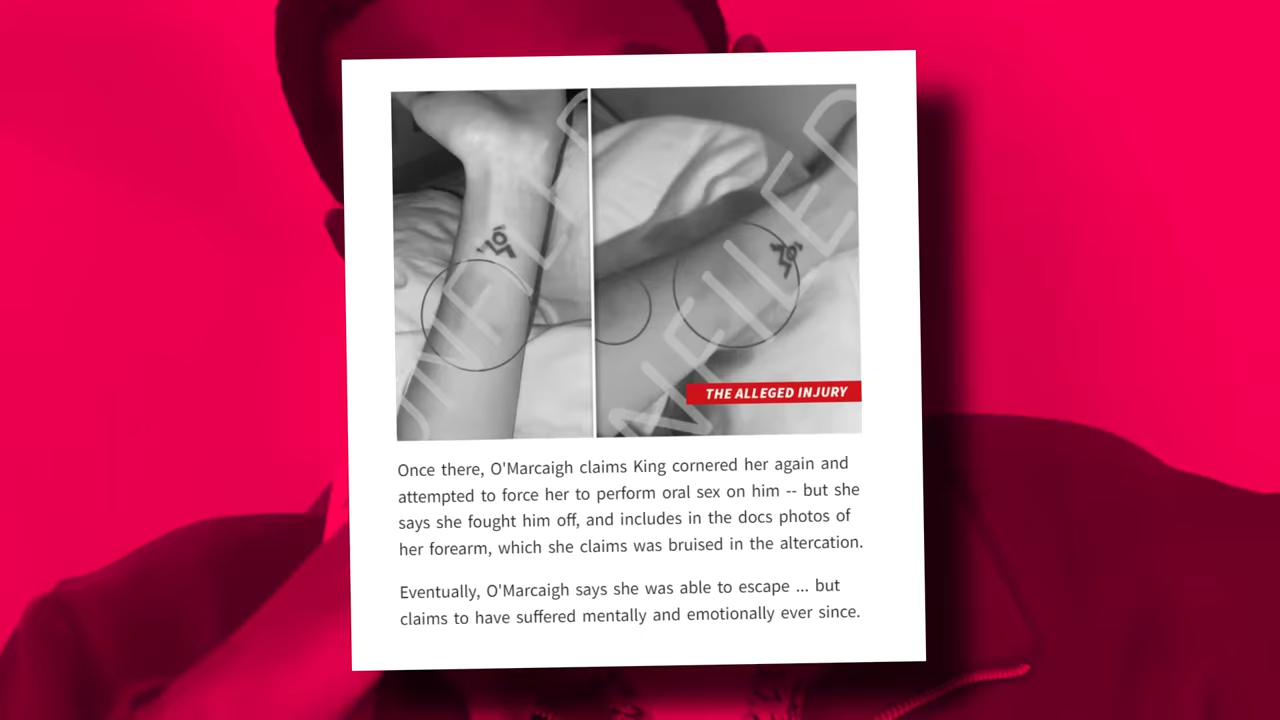 UNFILED
UNFILED
THE ALLEGED INJURY
Once there, O'Marcaigh claims King cornered her again and
attempted to force her to perform oral sex on him -- but she
says she fought him off, and includes in the docs photos of
her forearm, which she claims was bruised in the altercation.
Eventually, O'Marcaigh says she was able to escape ... but
claims to have suffered mentally and emotionally ever since.